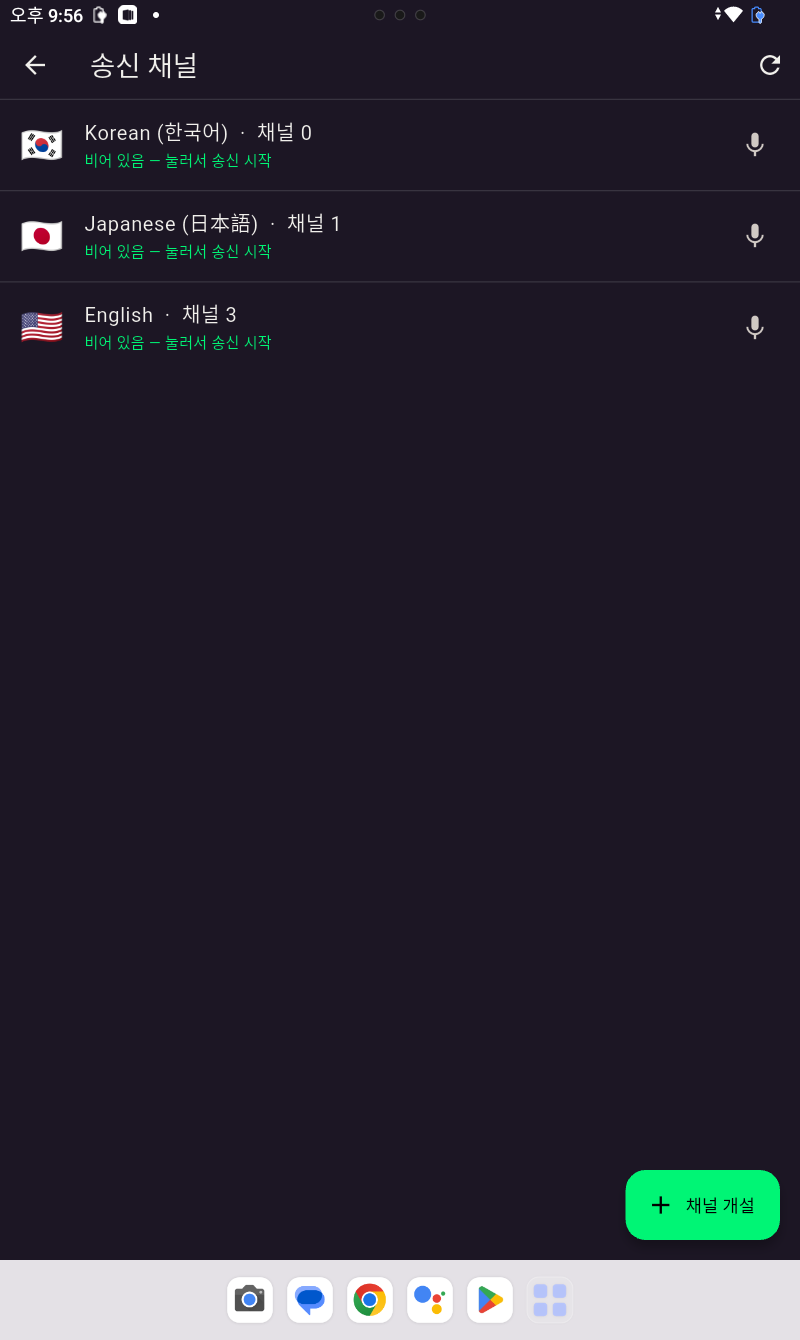 오후 9:56
송신 채널
Korean (한국어) · 채널 0
비어 있음 – 눌러서 송신 시작
Japanese (日本語) · 채널 1
비어 있음 – 눌러서 송신 시작
English · 채널 3
비어 있음 – 눌러서 송신 시작
채널 개설